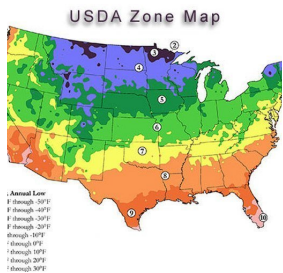 USDA Zone Map
2
3
4
5
6
7
8
9
10
. Annual Low
F through -50°F
F through -40°F
F through -30°F
F through -20°F
through -10°F
through 0°F
through 10°F
through 20°F
through 30°F